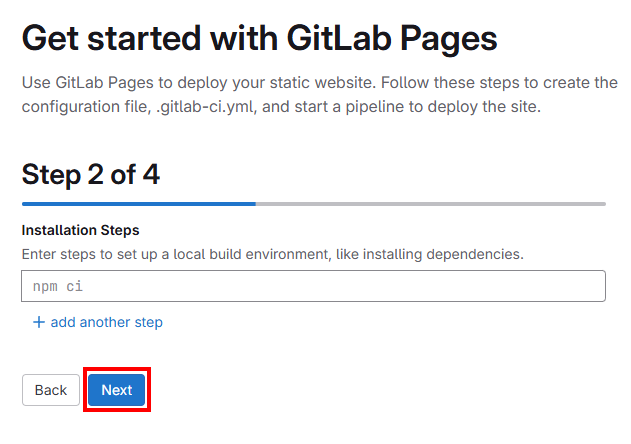 Get started with GitLab Pages
Use GitLab Pages to deploy your static website. Follow these steps to create the
configuration file, .gitlab-ci.yml, and start a pipeline to deploy the site.
Step 2 of 4
Installation Steps
Enter steps to set up a local build environment, like installing dependencies.
npm ci
+ add another step
Back Next